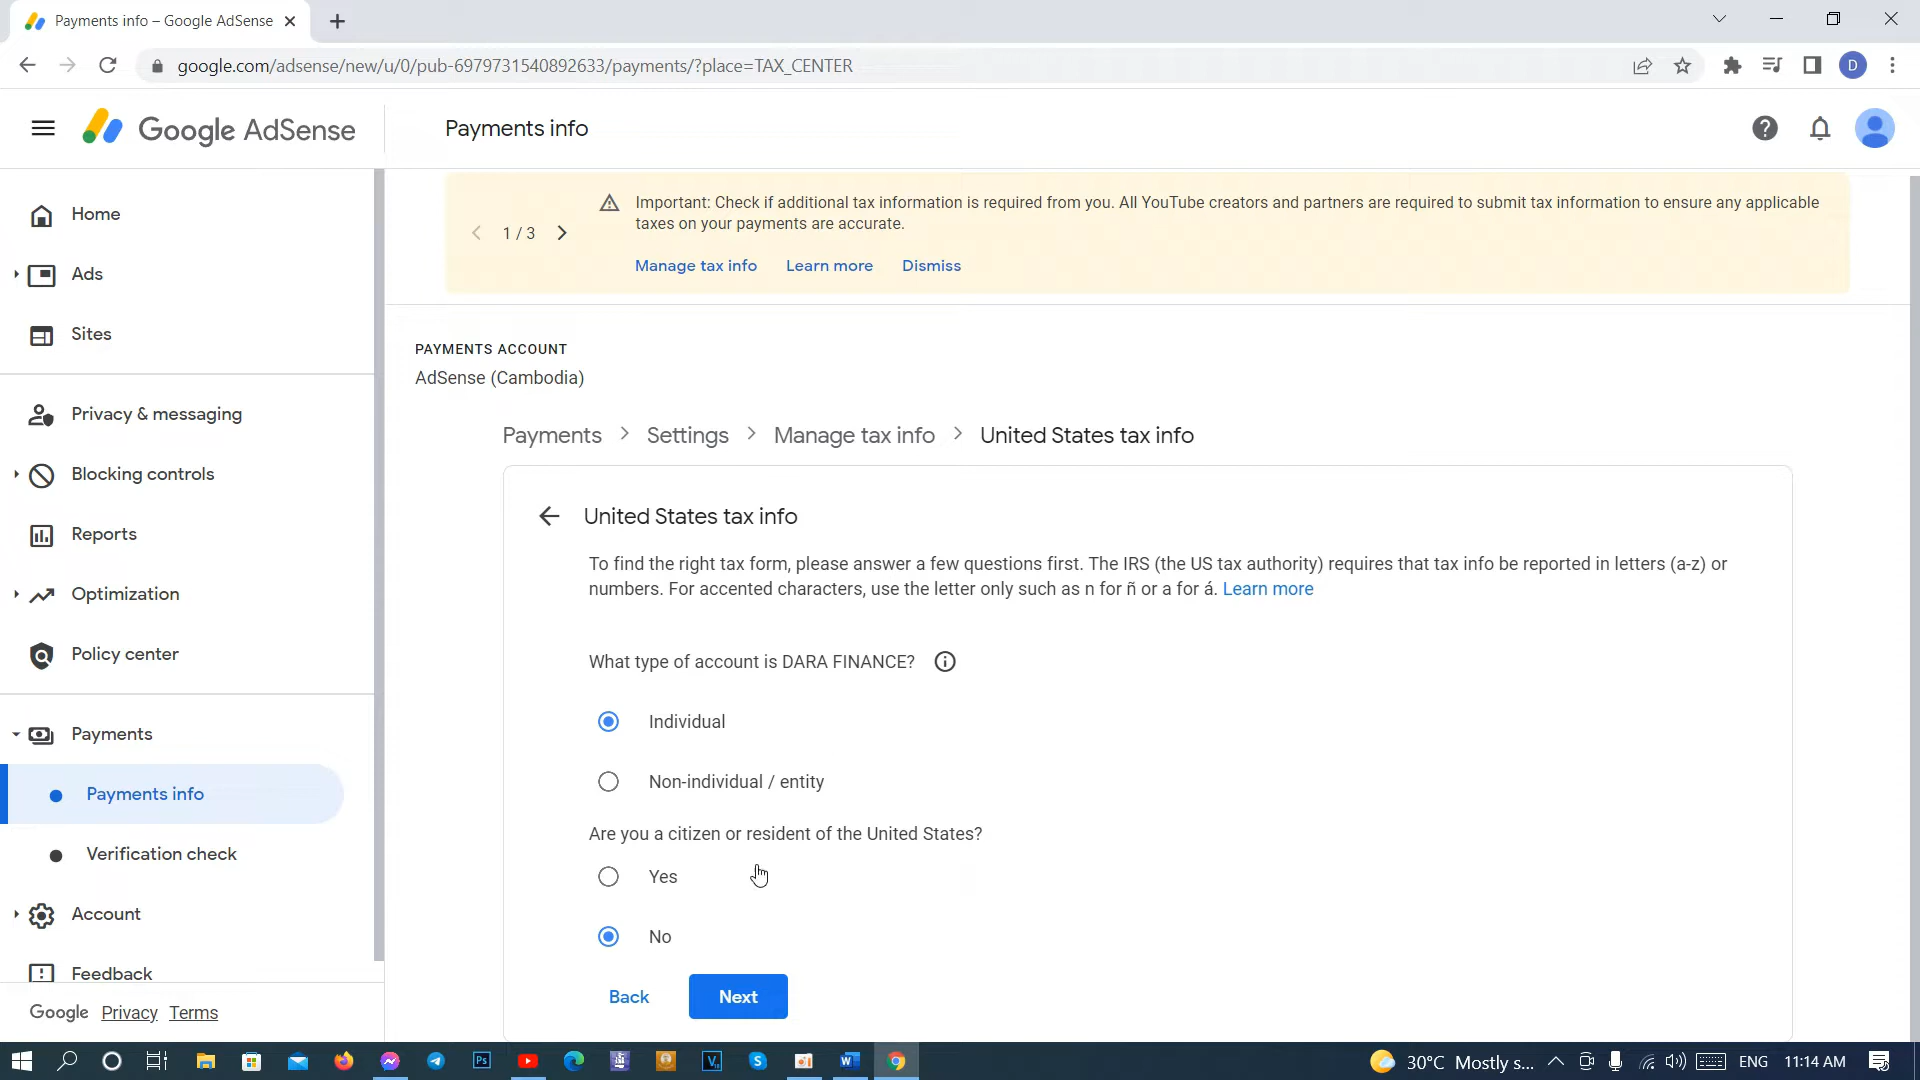 Payments info – Google AdSense
google.com/adsense/new/u/0/pub-6979731540892633/payments/?place=TAX_CENTER
D
Google AdSense
Payments info
Home
Ads
Sites
Privacy & messaging
Blocking controls
Reports
Optimization
Policy center
Payments
Payments info
Verification check
Account
Feedback
Google Privacy Terms
1 / 3
Important: Check if additional tax information is required from you. All YouTube creators and partners are required to submit tax information to ensure any applicable
taxes on your payments are accurate.
Manage tax info Learn more Dismiss
PAYMENTS ACCOUNT
AdSense (Cambodia)
Payments > Settings > Manage tax info > United States tax info
United States tax info
To find the right tax form, please answer a few questions first. The IRS (the US tax authority) requires that tax info be reported in letters (a-z) or
numbers. For accented characters, use the letter only such as n for ñ or a for á. Learn more
What type of account is DARA FINANCE?
Individual
Non-individual / entity
Are you a citizen or resident of the United States?
Yes
No
Back Next
Ps
30°C Mostly s... ENG 11:14 AM